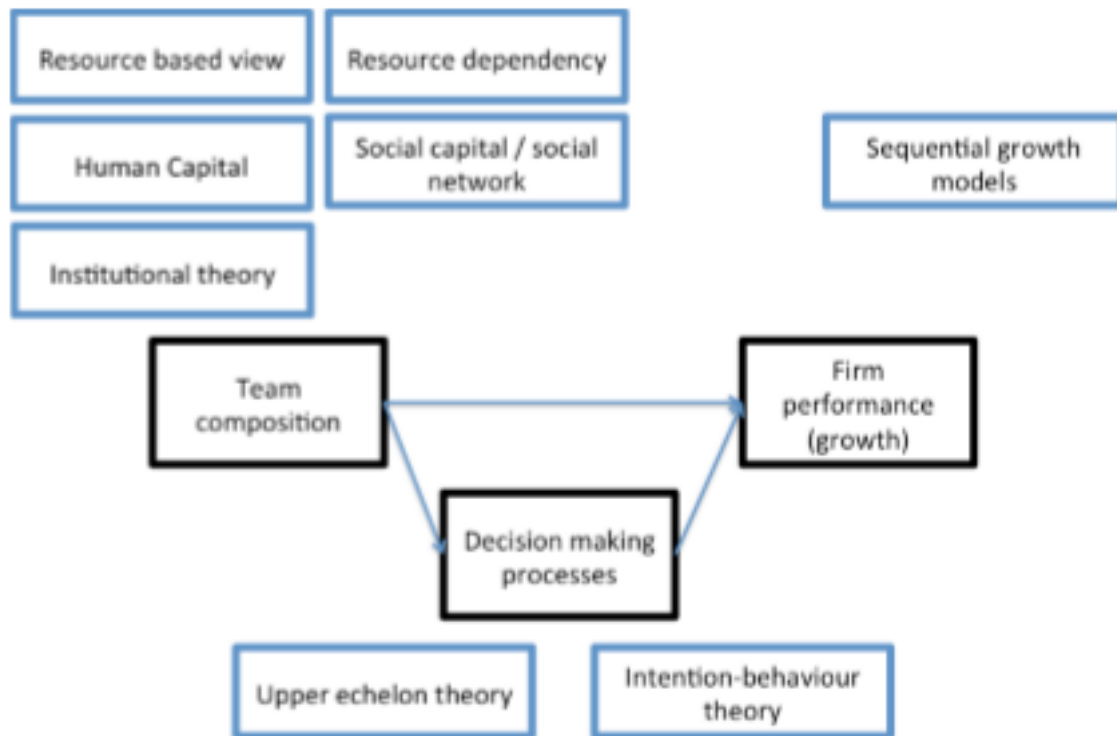 Resource based view
Resource dependency
Human Capital
Social capital / social
network
Sequential growth
models
Institutional theory
Team
composition
Firm
performance
(growth)
Decision making
processes
Upper echelon theory
Intention-behaviour
theory